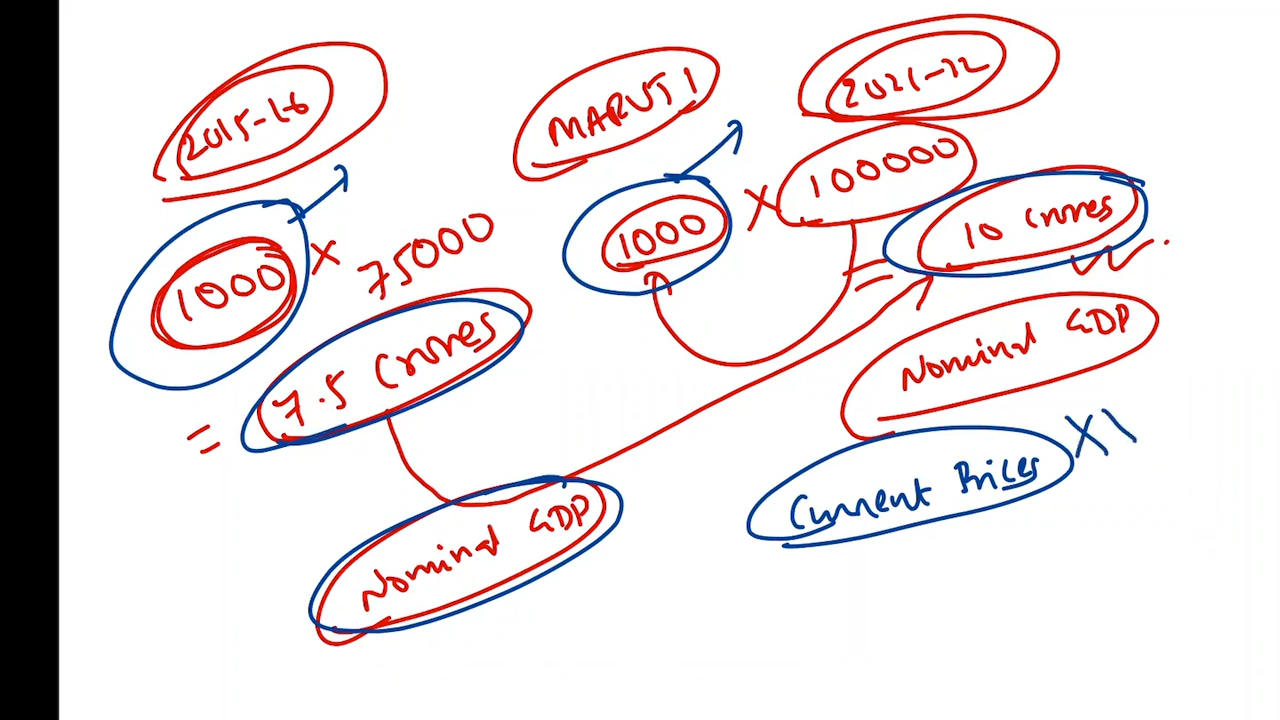 2015-16
1000 x 75000
= 7.5 Crores
Nominal GDP
MARUTI
2021-22
1000 X 100000
= 10 Crores
Nominal GDP
Current Prices